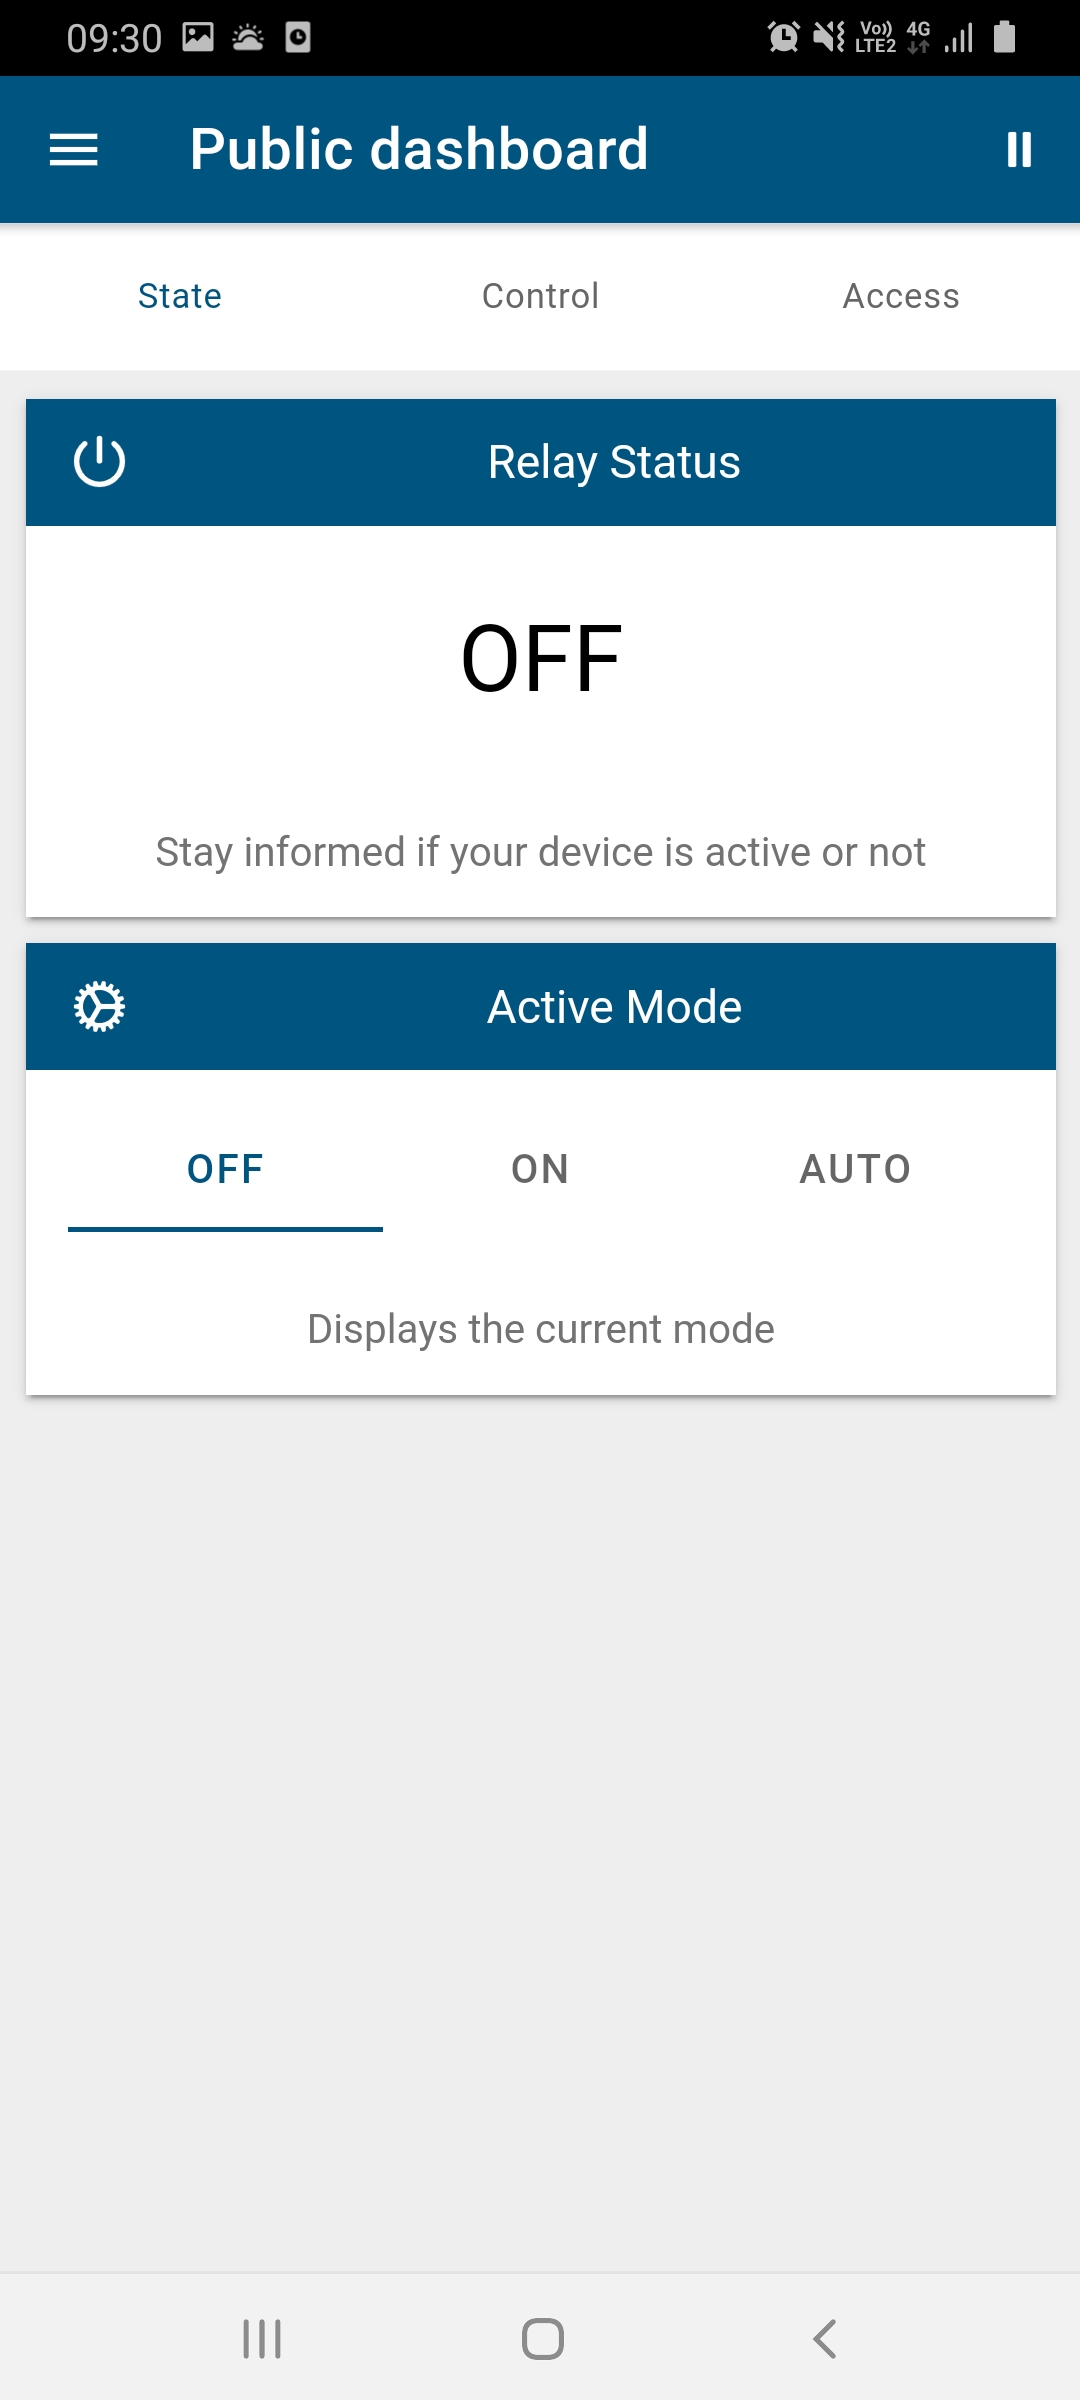 09:30
Vo)) 4G
LTE2
Public dashboard
State Control Access
Relay Status
OFF
Stay informed if your device is active or not
Active Mode
OFF ON AUTO
Displays the current mode